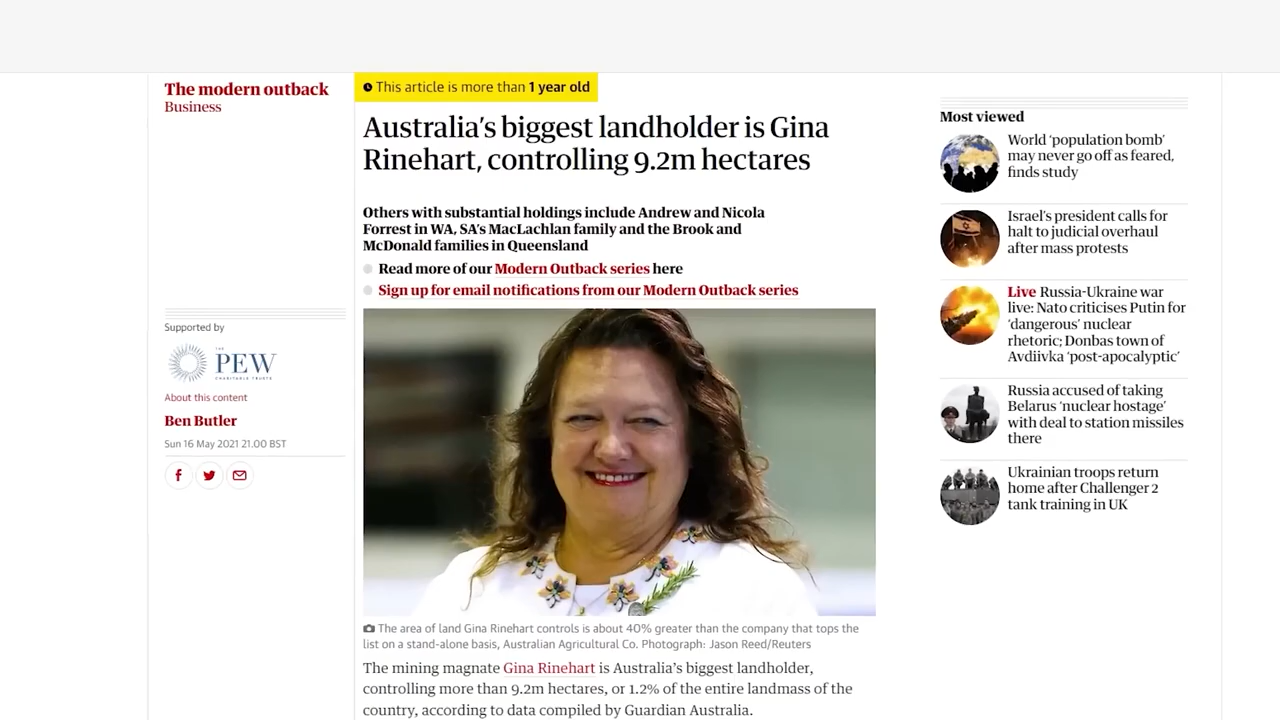 The modern outback
Business
This article is more than 1 year old
Australia's biggest landholder is Gina
Rinehart, controlling 9.2m hectares
Others with substantial holdings include Andrew and Nicola
Forrest in WA, SA's MacLachlan family and the Brook and
McDonald families in Queensland
Read more of our Modern Outback series here
Sign up for email notifications from our Modern Outback series
Supported by
THE
PEW
CHARITABLE TRUSTS
About this content
Ben Butler
Sun 16 May 2021 21.00 BST
The area of land Gina Rinehart controls is about 40% greater than the company that tops the
list on a stand-alone basis, Australian Agricultural Co. Photograph: Jason Reed/Reuters
The mining magnate Gina Rinehart is Australia's biggest landholder,
controlling more than 9.2m hectares, or 1.2% of the entire landmass of the
country, according to data compiled by Guardian Australia.
Most viewed
World 'population bomb'
may never go off as feared,
finds study
Israel's president calls for
halt to judicial overhaul
after mass protests
Live Russia-Ukraine war
live: Nato criticises Putin for
'dangerous' nuclear
rhetoric; Donbas town of
Avdiivka 'post-apocalyptic'
Russia accused of taking
Belarus 'nuclear hostage'
with deal to station missiles
there
Ukrainian troops return
home after Challenger 2
tank training in UK